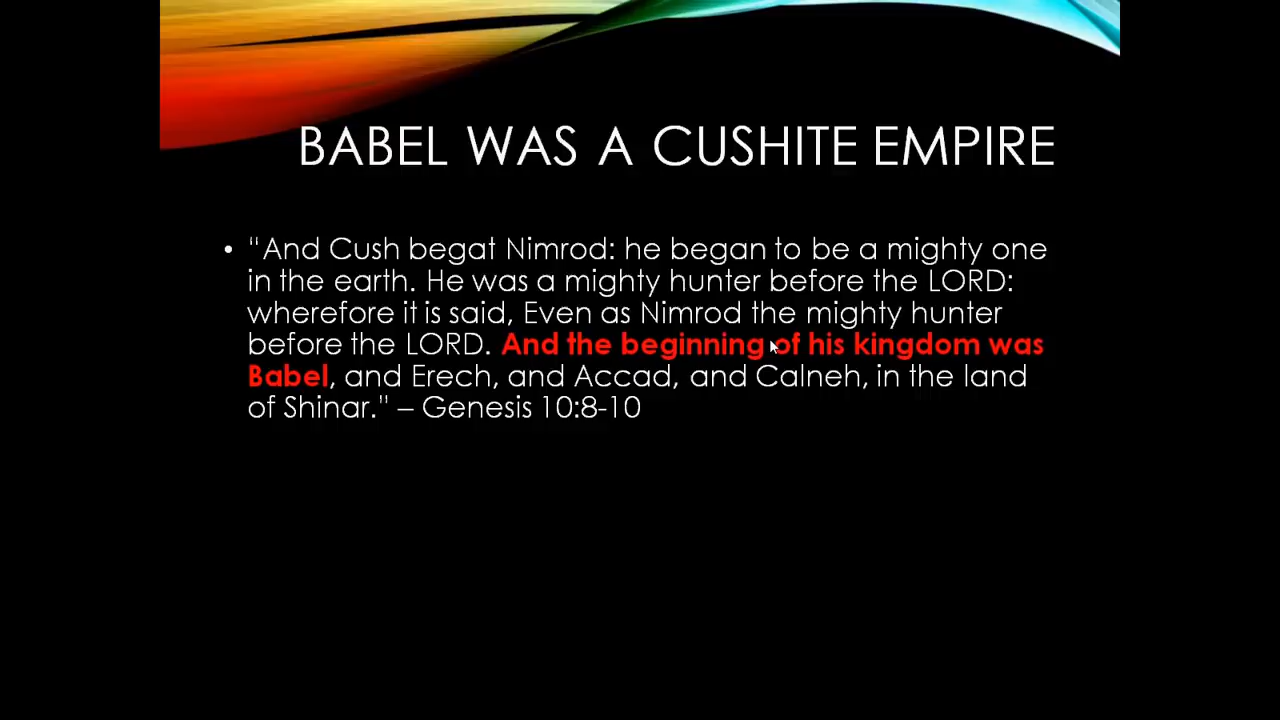 BABEL WAS A CUSHITE EMPIRE
• “And Cush begat Nimrod: he began to be a mighty one
in the earth. He was a mighty hunter before the LORD:
wherefore it is said, Even as Nimrod the mighty hunter
before the LORD. And the beginning of his kingdom was
Babel, and Erech, and Accad, and Calneh, in the land
of Shinar.” – Genesis 10:8-10